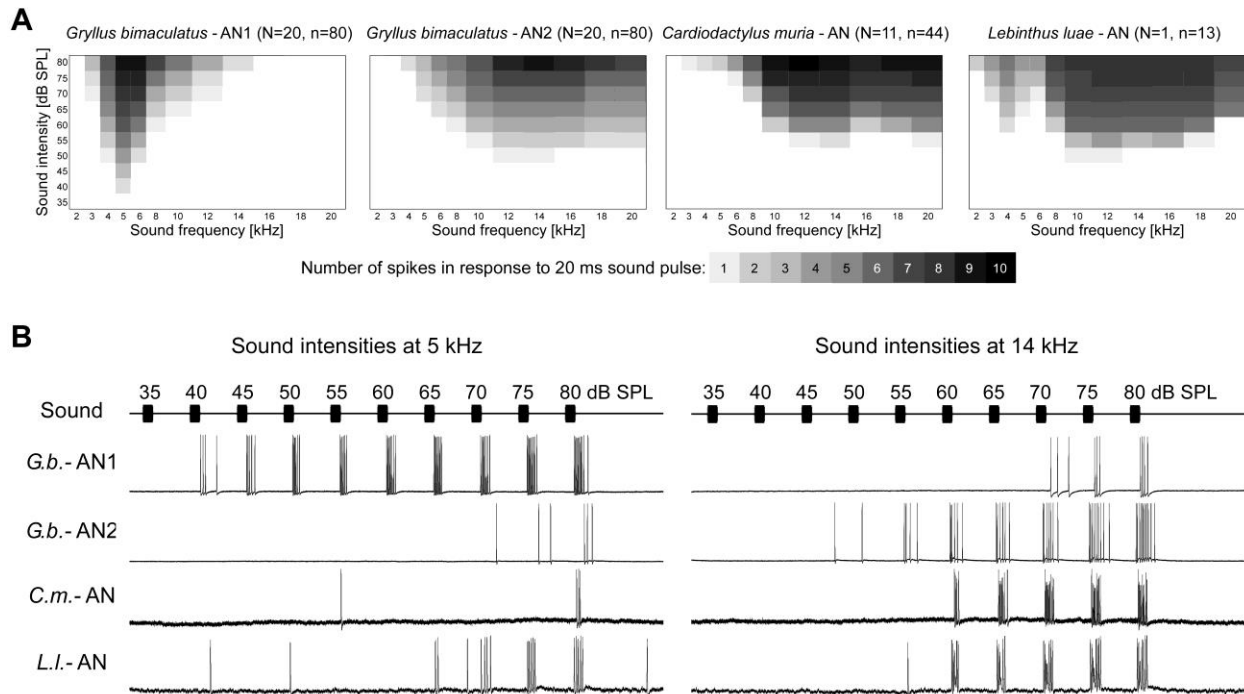 A
Gryllus bimaculatus - AN1 (N=20, n=80)
Gryllus bimaculatus - AN2 (N=20, n=80)
Cardiodactylus muria - AN (N=11, n=44)
Lebinthus luae - AN (N=1, n=13)
Sound intensity [dB SPL]
80
75
70
65
60
55
50
45
40
35
2 3 4 5 6 8 10 12 14 16 18 20
2 3 4 5 6 8 10 12 14 16 18 20
2 3 4 5 6 8 10 12 14 16 18 20
2 3 4 5 6 8 10 12 14 16 18 20
Sound frequency [kHz]
Sound frequency [kHz]
Sound frequency [kHz]
Sound frequency [kHz]
Number of spikes in response to 20 ms sound pulse: 1 2 3 4 5 6 7 8 9 10
B
Sound intensities at 5 kHz
Sound intensities at 14 kHz
35 40 45 50 55 60 65 70 75 80 dB SPL
35 40 45 50 55 60 65 70 75 80 dB SPL
Sound
G.b.- AN1
G.b.- AN2
C.m.- AN
L.l.- AN